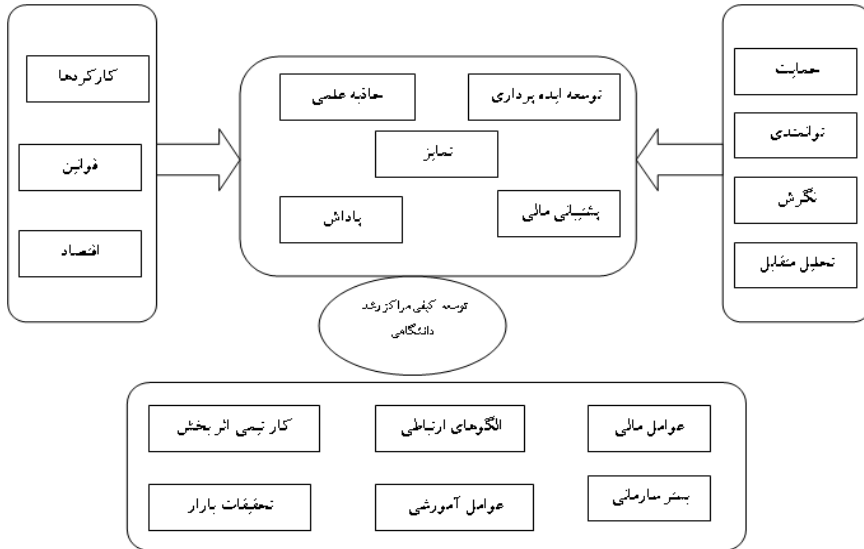 حمایت
توانمندی
نگرش
تحلیل متقابل
توسعه ایده پردازی
جاذبه علمی
تمایز
پشتیبانی مالی
پاداش
کارکردها
قوانین
اقتصاد
توسعه کیفی مراکز رشد
دانشگاهی
عوامل مالی
الگوهای ارتباطی
کار تیمی اثر بخش
بستر سازمانی
عوامل آموزشی
تحقیقات بازار